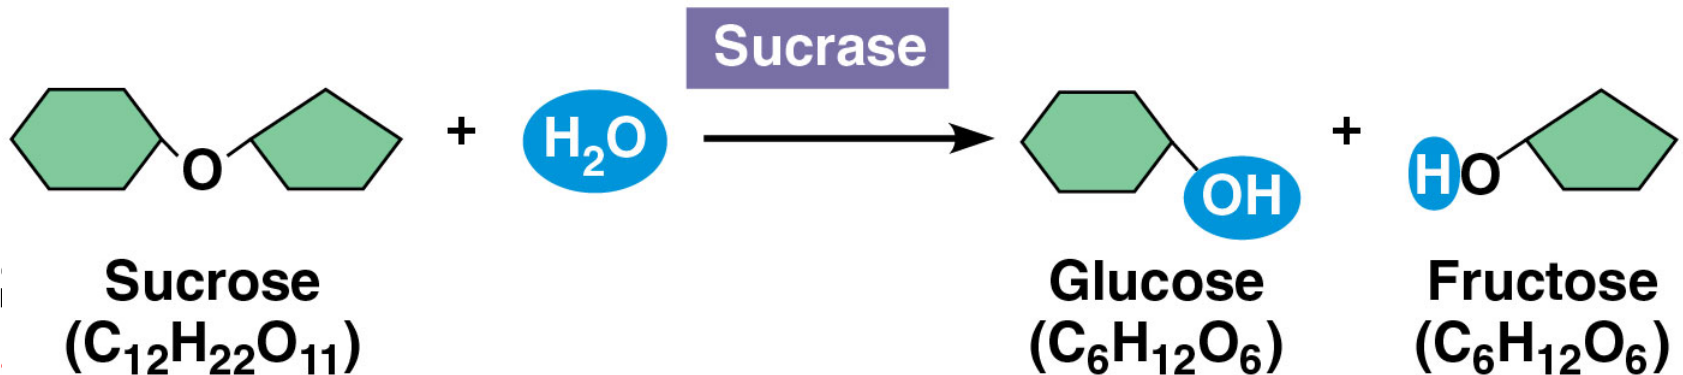 Sucrase
O + H₂O OH + HO
Sucrose Glucose Fructose
(C₁₂H₂₂O₁₁) (C₆H₁₂O₆) (C₆H₁₂O₆)